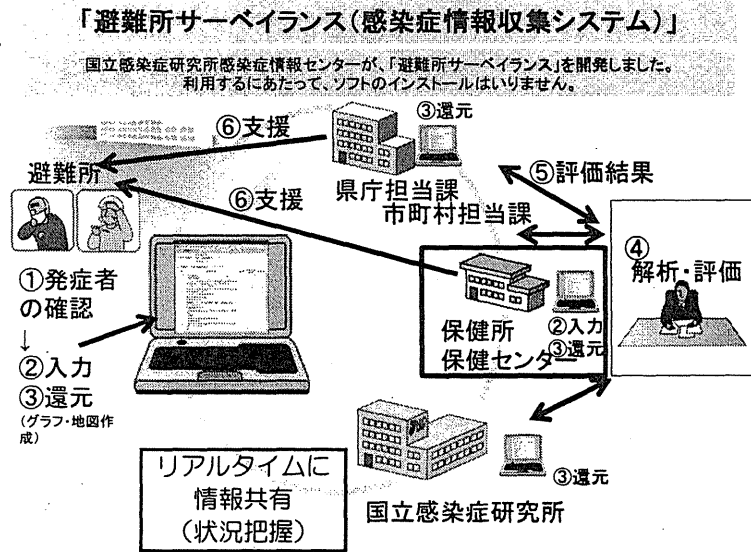 「避難所サーベイランス(感染症情報収集システム)」
国立感染症研究所感染症情報センターが、「避難所サーベイランス」を開発しました。
利用するにあたって、ソフトのインストールはいりません。
③還元
⑥支援
避難所
⑤評価結果
県庁担当課
市町村担当課
⑥支援
④
解析・評価
①発症者
の確認
↓
②入力
③還元
(グラフ・地図作
成)
保健所
保健センター
②入力
③還元
リアルタイムに
情報共有
(状況把握)
③還元
国立感染症研究所